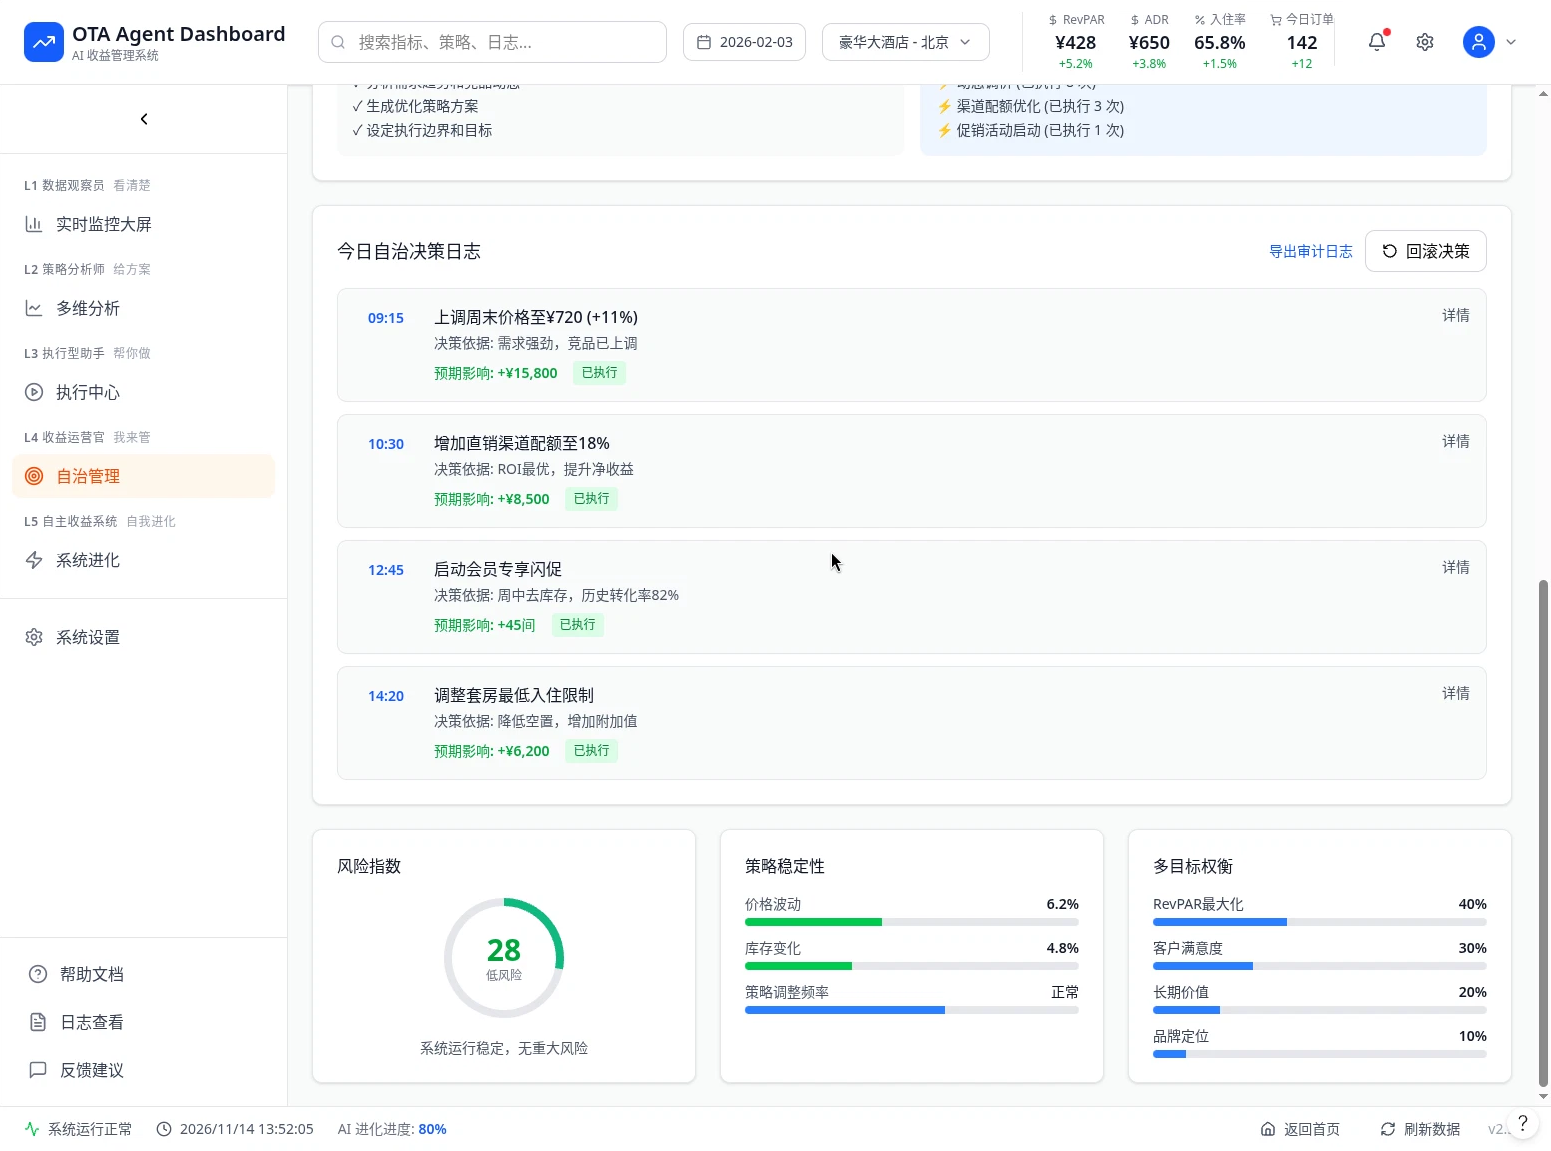 OTA Agent Dashboard
AI 收益管理系统
搜索指标、策略、日志...
2026-02-03
豪华大酒店 - 北京
RevPAR
¥428
+5.2%
ADR
¥650
+3.8%
入住率
65.8%
+1.5%
今日订单
142
+12
L1 数据观察员 看清楚
实时监控大屏
L2 策略分析师 给方案
多维分析
L3 执行型助手 帮你做
执行中心
L4 收益运营官 我来管
自治管理
L5 自主收益系统 自我进化
系统进化
系统设置
帮助文档
日志查看
反馈建议
✓ 生成优化策略方案
✓ 设定执行边界和目标
⚡ 渠道配额优化 (已执行 3 次)
⚡ 促销活动启动 (已执行 1 次)
今日自治决策日志
导出审计日志
回滚决策
09:15
上调周末价格至¥720 (+11%)
详情
决策依据: 需求强劲，竞品已上调
预期影响: +¥15,800 已执行
10:30
增加直销渠道配额至18%
详情
决策依据: ROI最优，提升净收益
预期影响: +¥8,500 已执行
12:45
启动会员专享闪促
详情
决策依据: 周中去库存，历史转化率82%
预期影响: +45间 已执行
14:20
调整套房最低入住限制
详情
决策依据: 降低空置，增加附加值
预期影响: +¥6,200 已执行
风险指数
28
低风险
系统运行稳定，无重大风险
策略稳定性
价格波动 6.2%
库存变化 4.8%
策略调整频率 正常
多目标权衡
RevPAR最大化 40%
客户满意度 30%
长期价值 20%
品牌定位 10%
系统运行正常
2026/11/14 13:52:05
AI 进化进度: 80%
返回首页
刷新数据
?